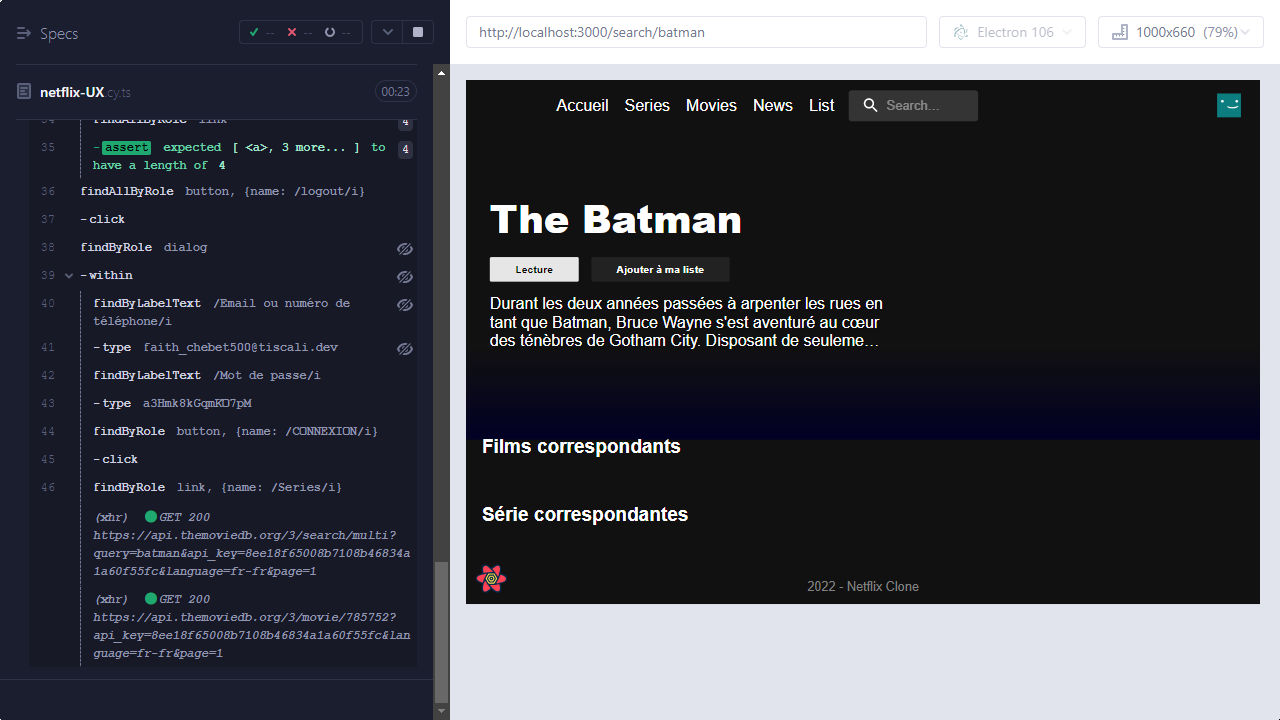 Specs
-- -- --
netflix-UX.cy.ts
00:23
34 findAllByRole link 4
35 -assert expected [ <a>, 3 more... ] to 4
have a length of 4
36 findAllByRole button, {name: /logout/i}
37 -click
38 findByRole dialog
39 -within
40 findByLabelText /Email ou numéro de
téléphone/i
41 -type faith_chebet500@tiscali.dev
42 findByLabelText /Mot de passe/i
43 -type
44 findByRole button, {name: /CONNEXION/i}
45 -click
46 findByRole link, {name: /Series/i}
(xhr) GET 200
https://api.themoviedb.org/3/search/multi?
query=batman&api_key=8ee18f65008b7108b46834a
1a60f55fc&language=fr-fr&page=1
(xhr) GET 200
https://api.themoviedb.org/3/movie/785752?
api_key=8ee18f65008b7108b46834a1a60f55fc&lan
guage=fr-fr&page=1
http://localhost:3000/search/batman
Electron 106
1000x660 (79%)
Accueil Series Movies News List Search...
The Batman
Lecture Ajouter à ma liste
Durant les deux années passées à arpenter les rues en
tant que Batman, Bruce Wayne s'est aventuré au cœur
des ténèbres de Gotham City. Disposant de seuleme…
Films correspondants
Série correspondantes
2022 - Netflix Clone